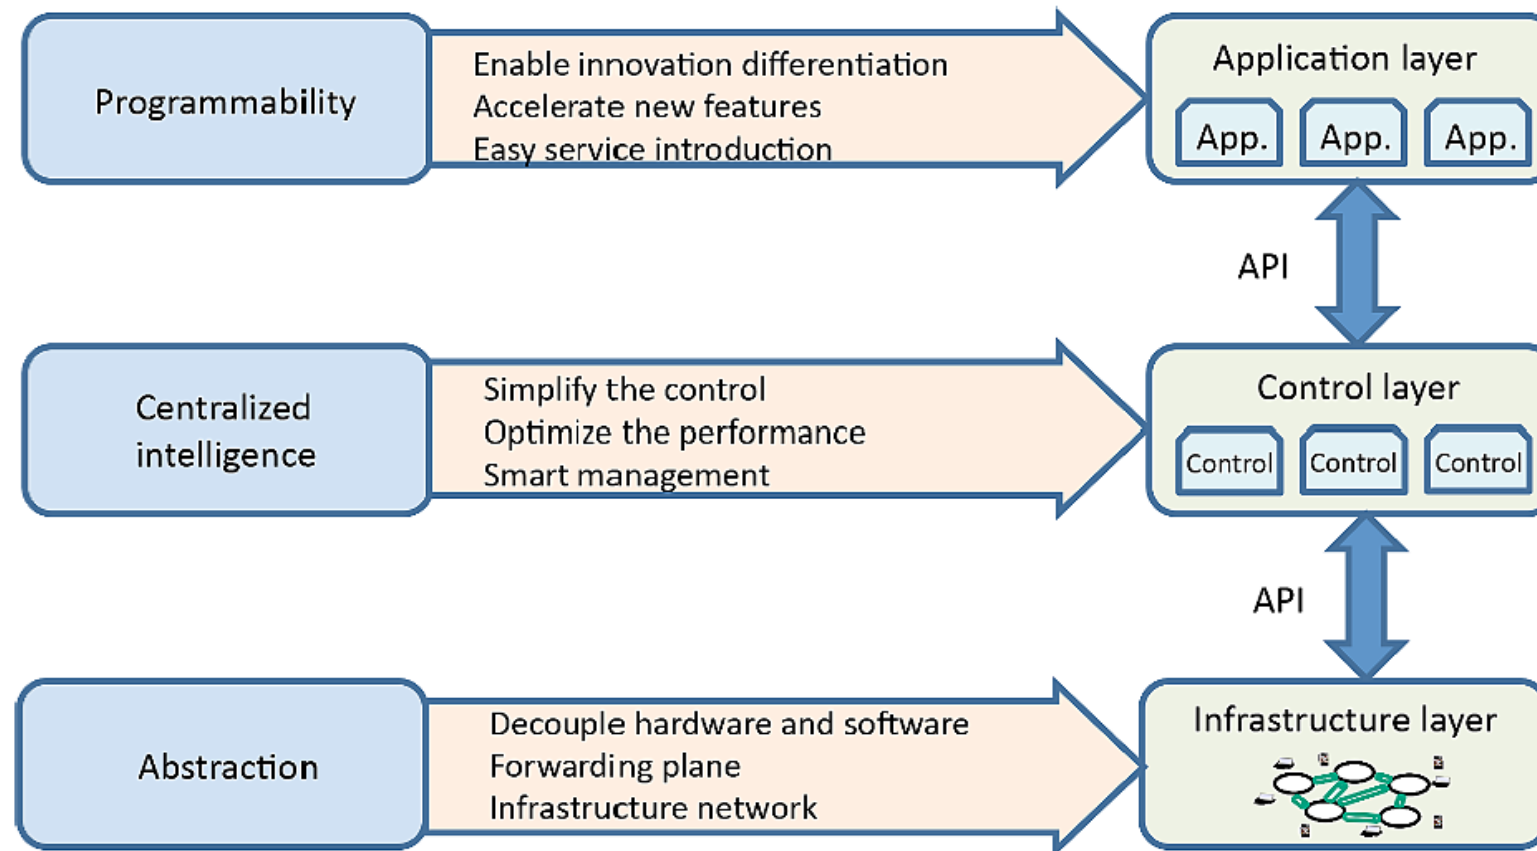 Programmability
Enable innovation differentiation
Accelerate new features
Easy service introduction
Application layer
App.
App.
App.
API
Centralized
intelligence
Simplify the control
Optimize the performance
Smart management
Control layer
Control
Control
Control
API
Abstraction
Decouple hardware and software
Forwarding plane
Infrastructure network
Infrastructure layer